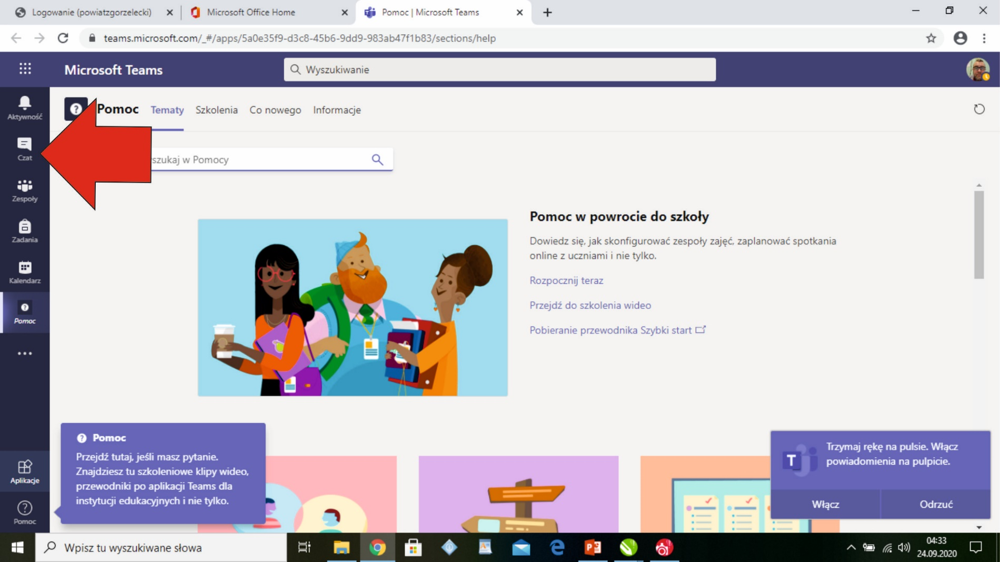 Logowanie (powiatzgorzelecki)
Microsoft Office Home
Pomoc | Microsoft Teams
teams.microsoft.com/_#/apps/5a0e35f9-d3c8-45b6-9dd9-983ab47f1b83/sections/help
Microsoft Teams
Wyszukiwanie
Aktywność
Czat
Zespoły
Zadania
Kalendarz
Pomoc
Aplikacje
Pomoc
Pomoc Tematy Szkolenia Co nowego Informacje
szukaj w Pomocy
Pomoc w powrocie do szkoły
Dowiedz się, jak skonfigurować zespoły zajęć, zaplanować spotkania
online z uczniami i nie tylko.
Rozpocznij teraz
Przejdź do szkolenia wideo
Pobieranie przewodnika Szybki start
Pomoc
Przejdź tutaj, jeśli masz pytanie.
Znajdziesz tu szkoleniowe klipy wideo,
przewodniki po aplikacji Teams dla
instytucji edukacyjnych i nie tylko.
T
Trzymaj rękę na pulsie. Włącz
powiadomienia na pulpicie.
Włącz
Odrzuć
Wpisz tu wyszukiwane słowa
04:33
24.09.2020